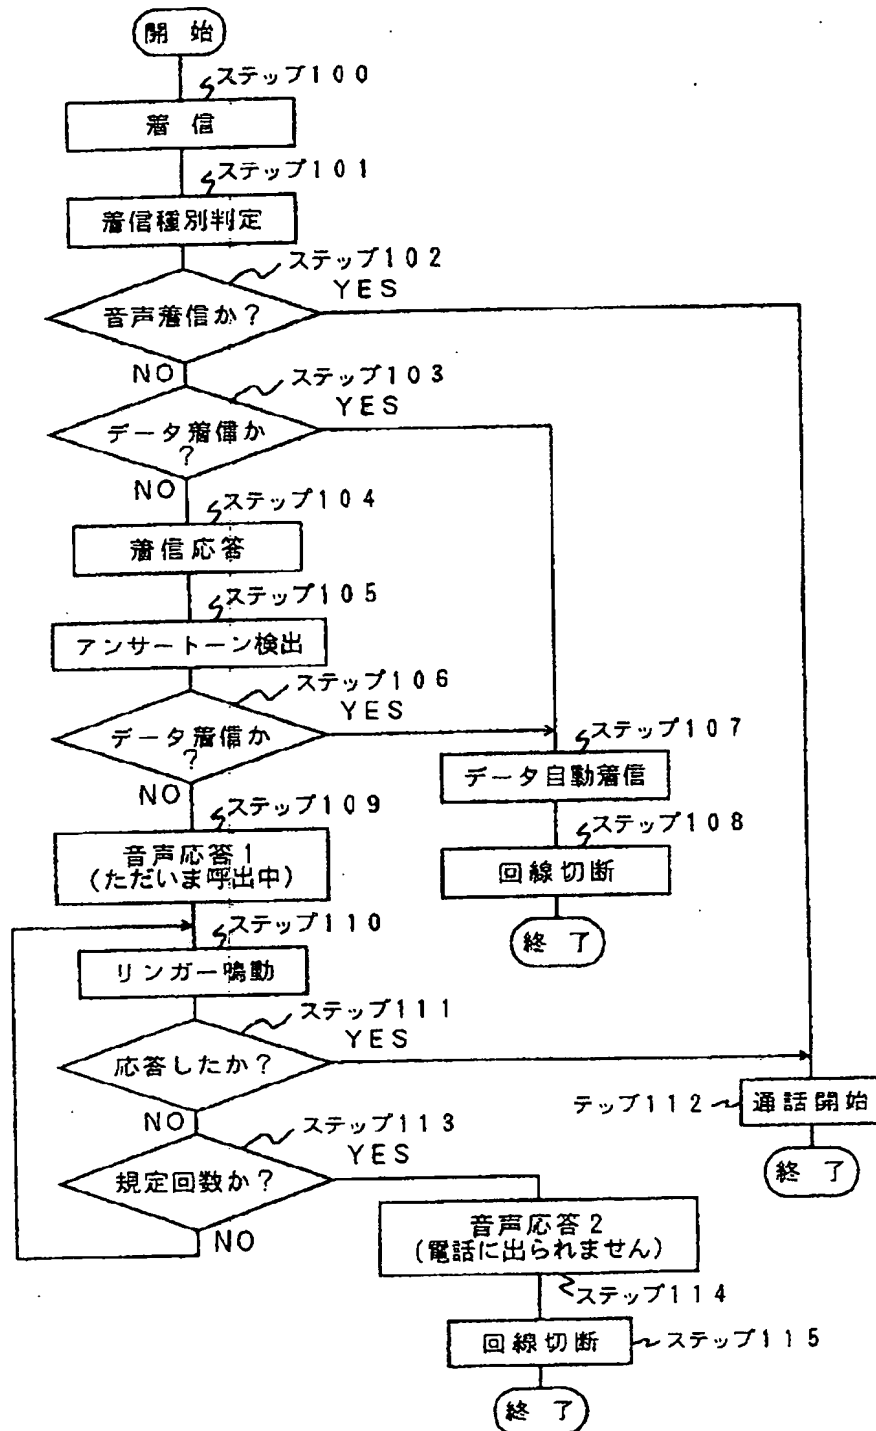 開始
ステップ100
着信
ステップ101
着信種別判定
ステップ102
YES
音声着信か?
NO
ステップ103
YES
データ着信か
?
NO
ステップ104
着信応答
ステップ105
アンサートーン検出
ステップ106
YES
データ着信か
?
NO
ステップ107
データ自動着信
ステップ108
回線切断
終了
ステップ109
音声応答1
(ただいま呼出中)
ステップ110
リンガー鳴動
ステップ111
YES
応答したか?
NO
テップ112
通話開始
終了
ステップ113
YES
規定回数か?
NO
音声応答2
(電話に出られません)
ステップ114
回線切断
ステップ115
終了